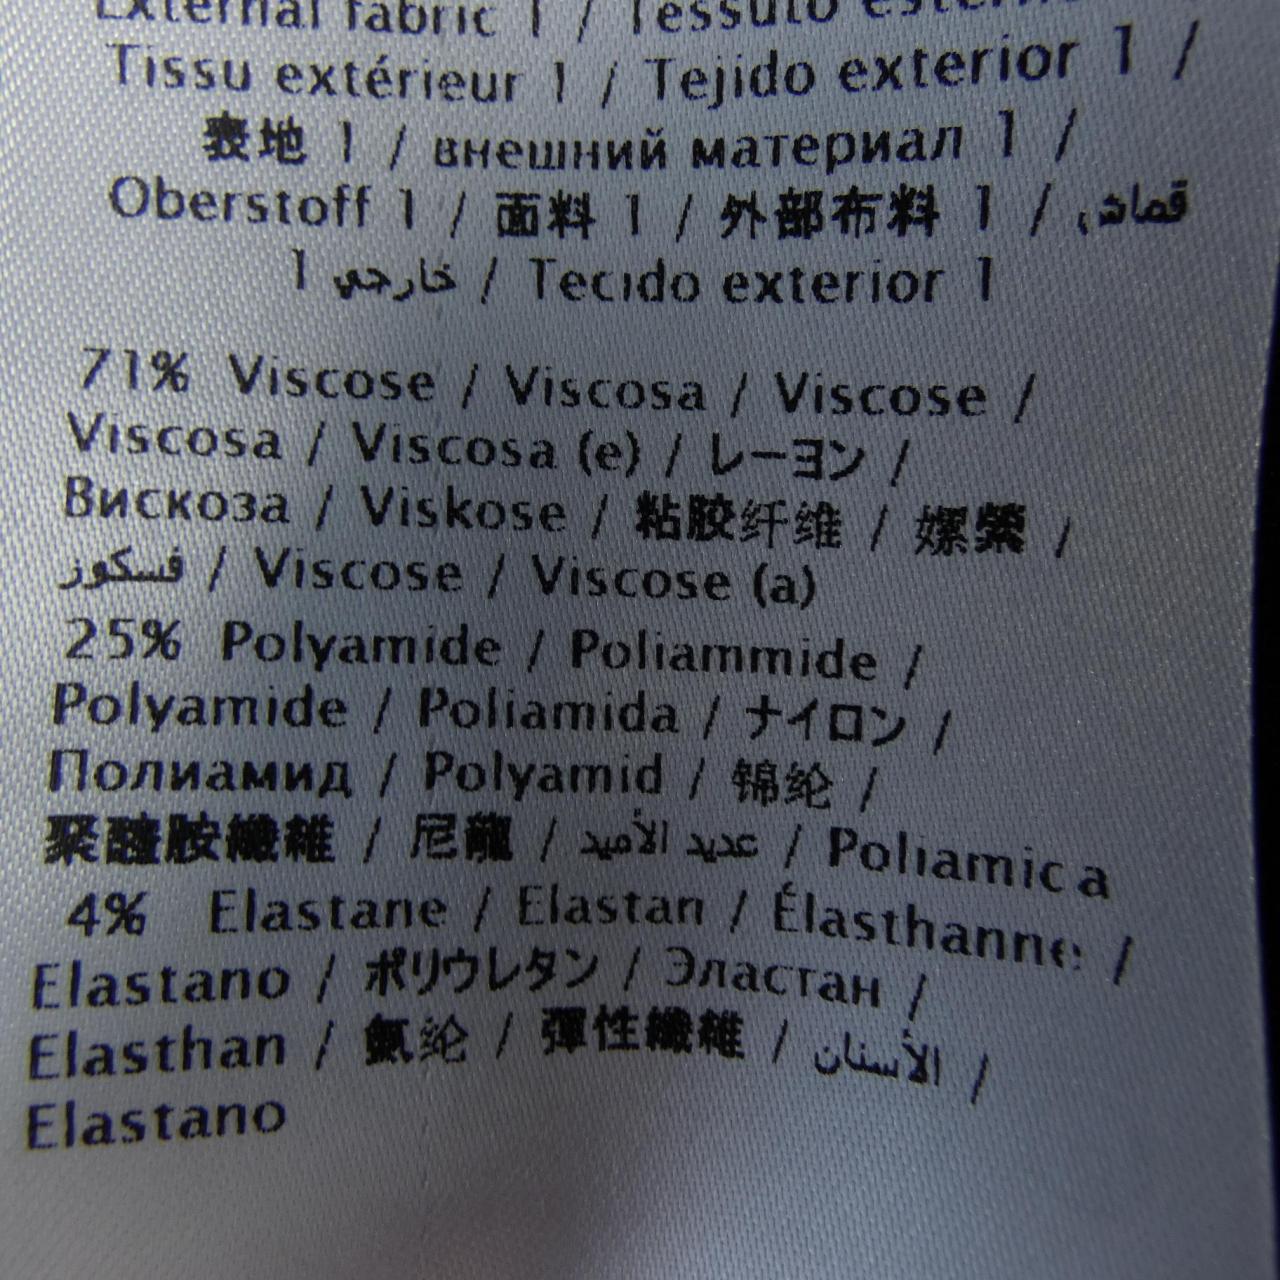 External fabric 1 / Tessuto
Tissu extérieur 1 / Tejido exterior 1 /
表地 1 / внешний материал 1 /
Oberstoff 1 / 面料 1 / 外部布料 1 / قماش
خارجي 1 / Tecido exterior 1
71% Viscose / Viscosa / Viscose /
Viscosa / Viscosa (e) / レーヨン /
Вискоза / Viskose / 粘胶纤维 / 嫘縈 /
فسكوز / Viscose / Viscose (a)
25% Polyamide / Poliammide /
Polyamide / Poliamida / ナイロン /
Полиамид / Polyamid / 锦纶 /
聚醯胺纖維 / 尼龍 / عديد الأميد / Poliamica
4% Elastane / Elastan / Élasthanne /
Elastano / ポリウレタン / Эластан /
Elasthan / 氨纶 / 彈性纖維 / الأسنان /
Elastano